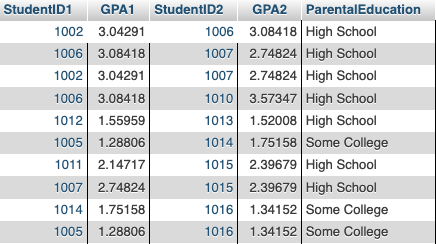 StudentID1 GPA1 StudentID2 GPA2 ParentalEducation
1002 3.04291 1006 3.08418 High School
1006 3.08418 1007 2.74824 High School
1002 3.04291 1007 2.74824 High School
1006 3.08418 1010 3.57347 High School
1012 1.55959 1013 1.52008 High School
1005 1.28806 1014 1.75158 Some College
1011 2.14717 1015 2.39679 High School
1007 2.74824 1015 2.39679 High School
1014 1.75158 1016 1.34152 Some College
1005 1.28806 1016 1.34152 Some College